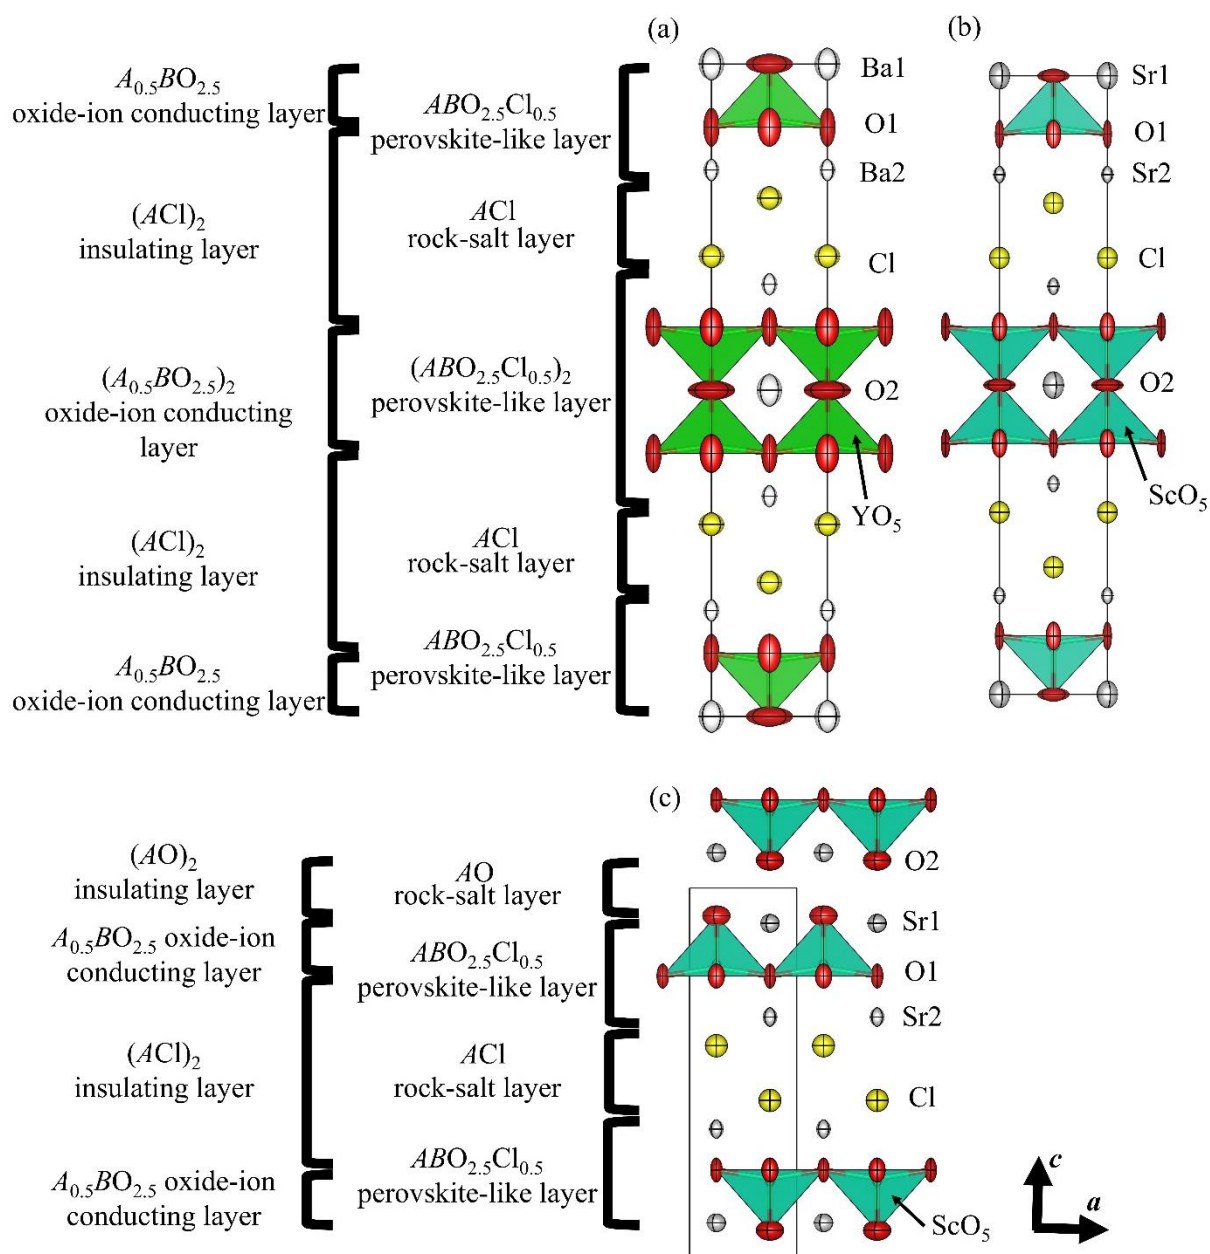 (a)
(b)
A₀.₅BO₂.₅
oxide-ion conducting layer
ABO₂.₅Cl₀.₅
perovskite-like layer
Ba1
O1
Ba2
Sr1
O1
Sr2
(ACl)₂
insulating layer
ACl
rock-salt layer
Cl
Cl
(A₀.₅BO₂.₅)₂
oxide-ion conducting
layer
(ABO₂.₅Cl₀.₅)₂
perovskite-like layer
O2
O2
YO₅
ScO₅
(ACl)₂
insulating layer
ACl
rock-salt layer
A₀.₅BO₂.₅
oxide-ion conducting layer
ABO₂.₅Cl₀.₅
perovskite-like layer
(c)
(AO)₂
insulating layer
AO
rock-salt layer
O2
A₀.₅BO₂.₅ oxide-ion
conducting layer
ABO₂.₅Cl₀.₅
perovskite-like layer
Sr1
O1
Sr2
(ACl)₂
insulating layer
ACl
rock-salt layer
Cl
A₀.₅BO₂.₅ oxide-ion
conducting layer
ABO₂.₅Cl₀.₅
perovskite-like layer
ScO₅
c
a